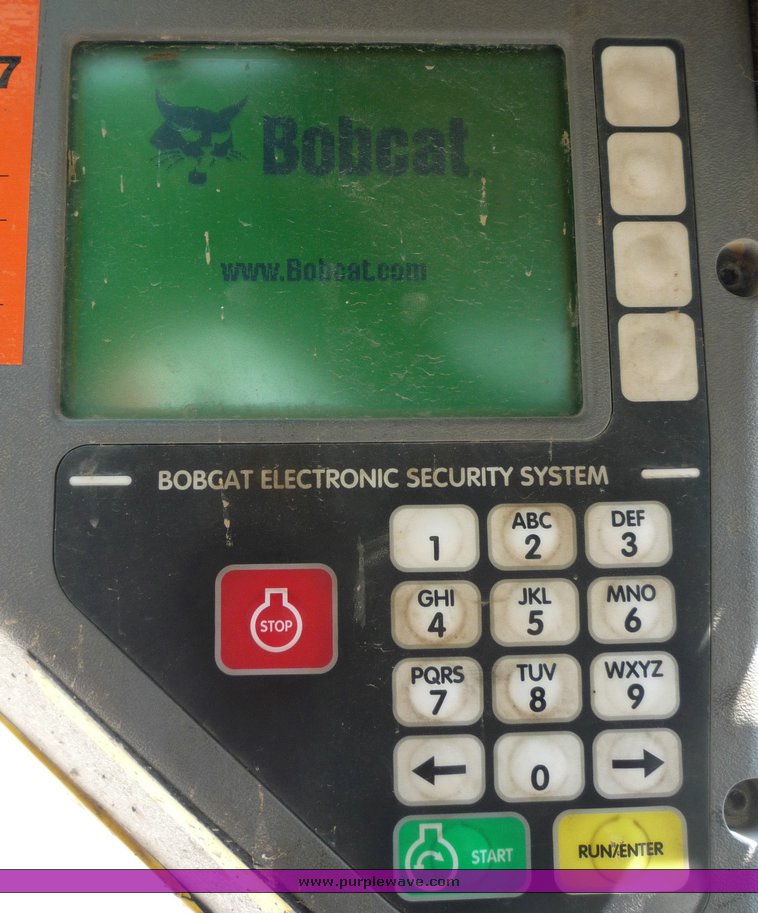 7
Bobcat
www.Bobcat.com
BOBCAT ELECTRONIC SECURITY SYSTEM
1
ABC
2
DEF
3
STOP
GHI
4
JKL
5
MNO
6
PQRS
7
TUV
8
WXYZ
9
0
START
RUN/ENTER
www.purplewave.com